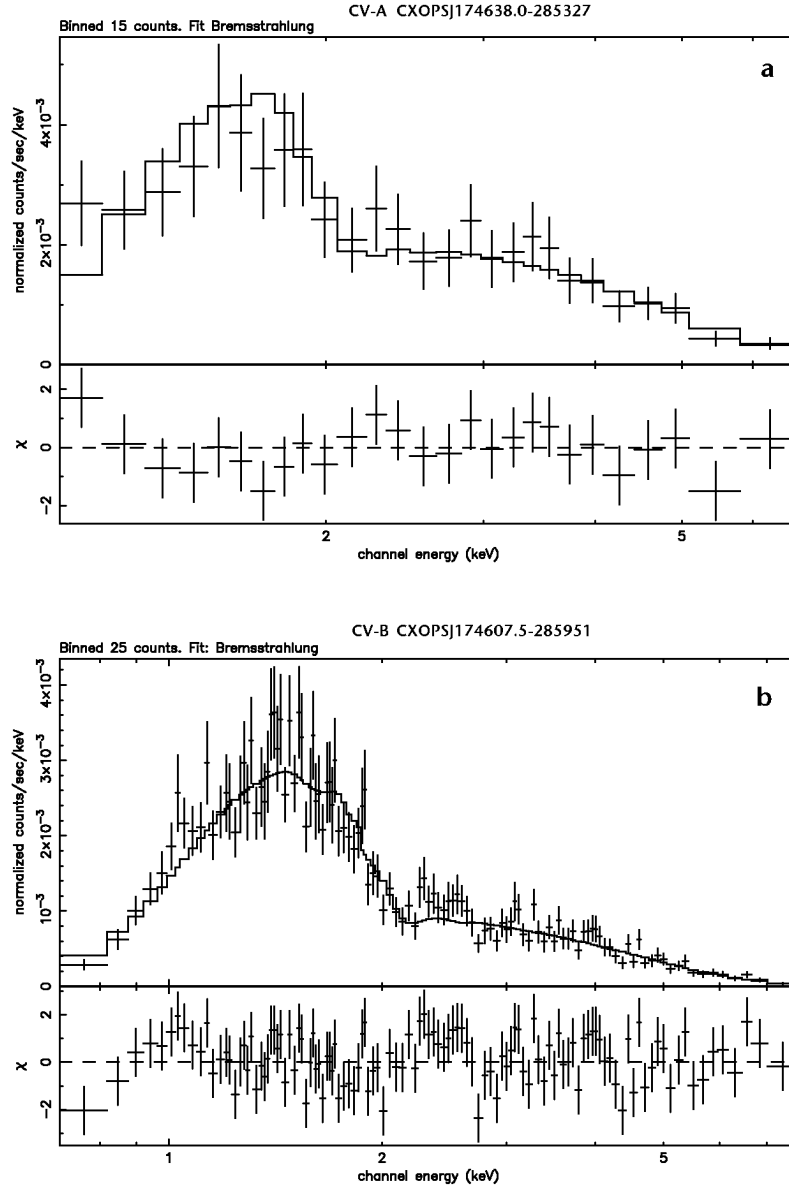 CV-A CXOPSJ174638.0-285327
Binned 15 counts. Fit Bremsstrahlung
a
normalized counts/sec/keV
4×10⁻³
2×10⁻³
0
χ
2
0
-2
2
5
channel energy (keV)
CV-B CXOPSJ174607.5-285951
Binned 25 counts. Fit: Bremsstrahlung
b
normalized counts/sec/keV
4×10⁻³
3×10⁻³
2×10⁻³
10⁻³
0
χ
2
0
-2
1
2
5
channel energy (keV)